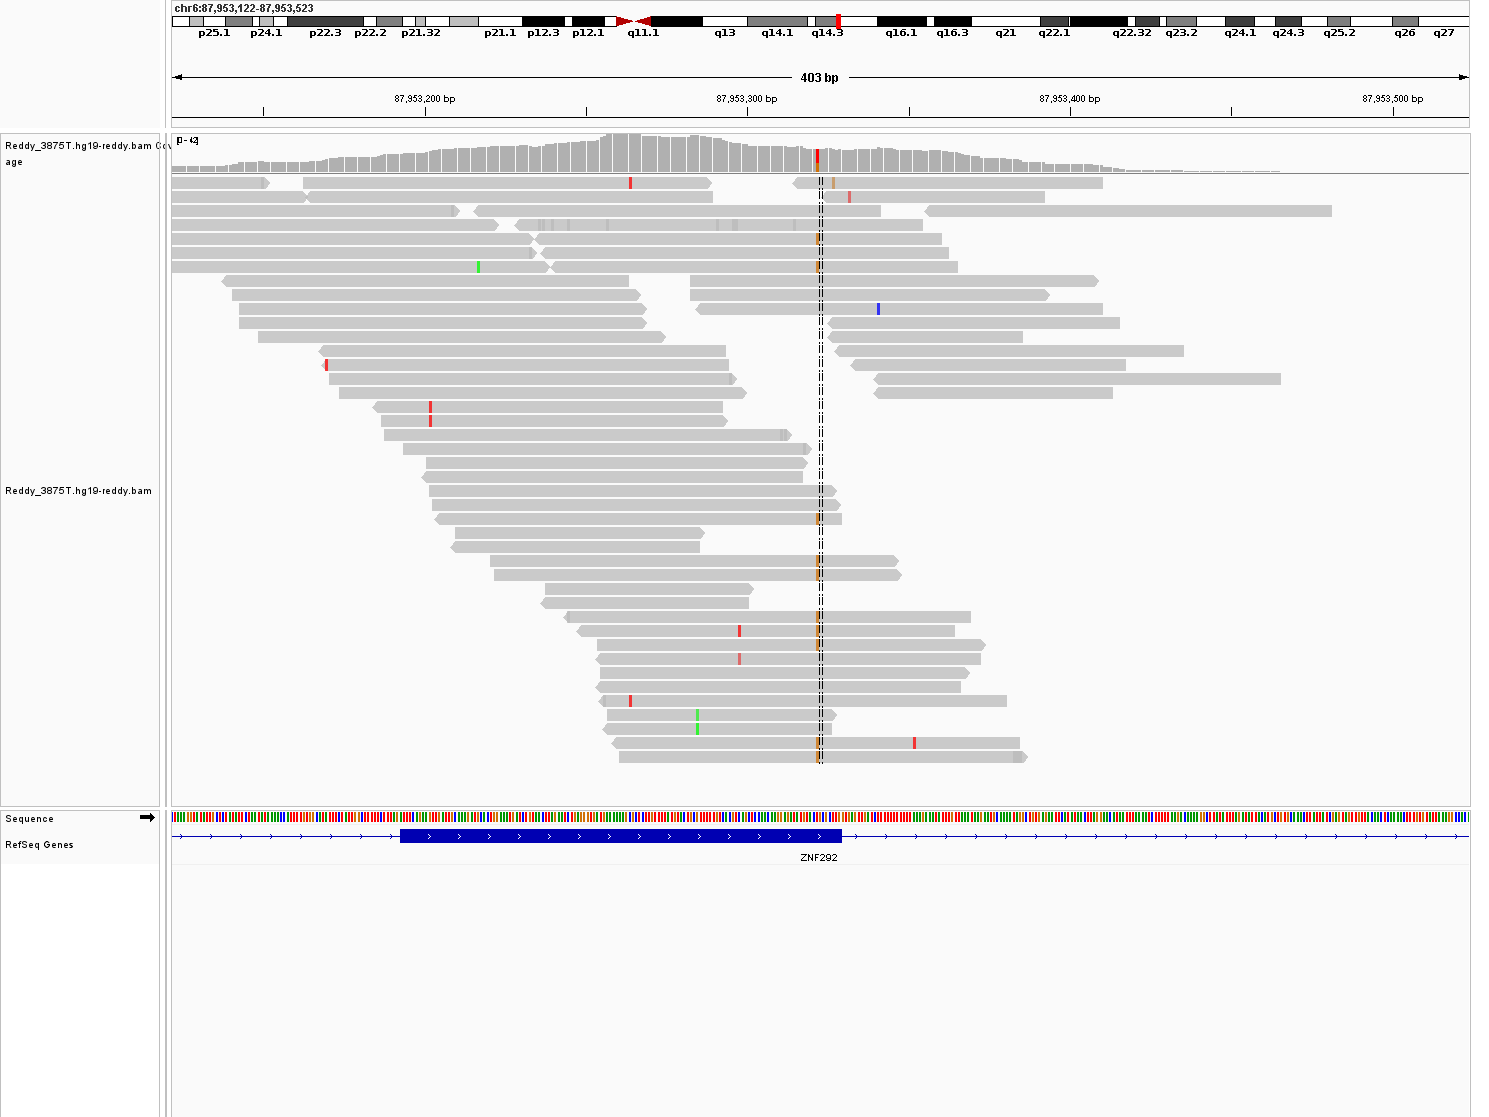 chr6:87,953,122-87,953,523
p25.1 p24.1 p22.3 p22.2 p21.32 p21.1 p12.3 p12.1 q11.1 q13 q14.1 q14.3 q16.1 q16.3 q21 q22.1 q22.32 q23.2 q24.1 q24.3 q25.2 q26 q27
403 bp
87,953,200 bp 87,953,300 bp 87,953,400 bp 87,953,500 bp
[0 - 42]
Reddy_3875T.hg19-reddy.bam Cov
age
Reddy_3875T.hg19-reddy.bam
Sequence
RefSeq Genes
ZNF292